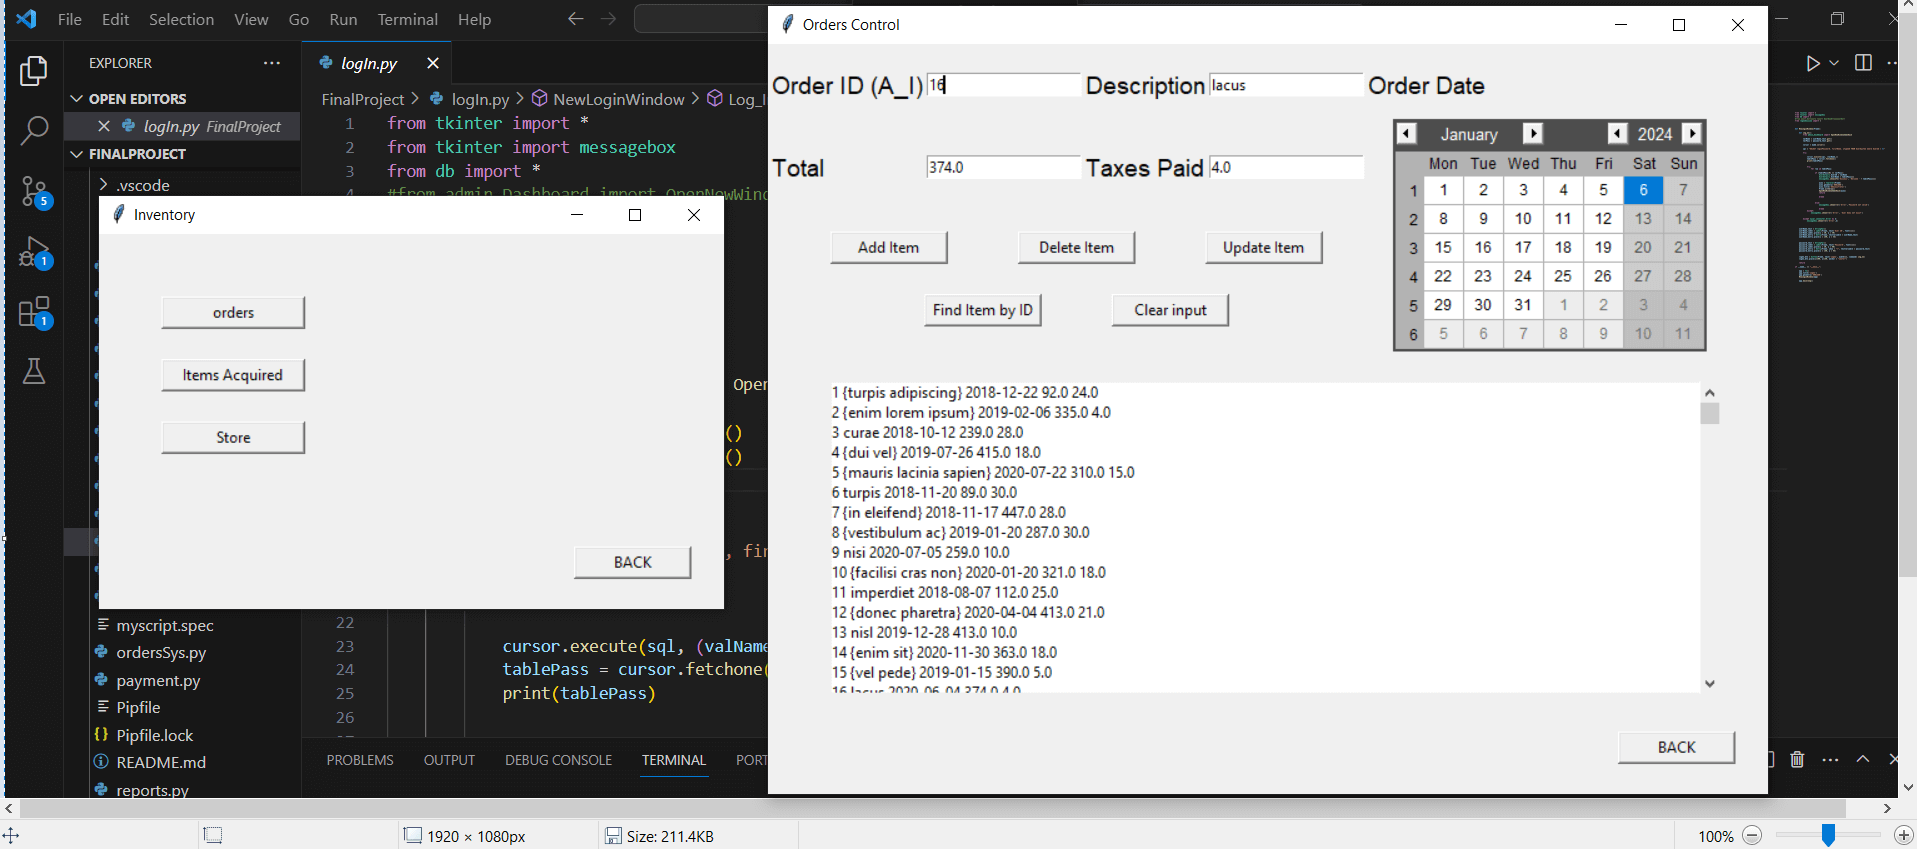 File Edit Selection View Go Run Terminal Help
EXPLORER
OPEN EDITORS
logIn.py FinalProject
FINALPROJECT
.vscode
myscript.spec
ordersSys.py
payment.py
Pipfile
Pipfile.lock
README.md
reports.py
5
1
1
logIn.py
FinalProject > logIn.py > NewLoginWindow > Log_I
1 from tkinter import *
2 from tkinter import messagebox
3 from db import *
4 #from admin_Dashboard import OpenNewWind
Ope
()
()
, fir
22
23 cursor.execute(sql, (valName
24 tablePass = cursor.fetchone(
25 print(tablePass)
26
PROBLEMS OUTPUT DEBUG CONSOLE TERMINAL PORT
Inventory
orders
Items Acquired
Store
BACK
Orders Control
Order ID (A_I) 16 Description lacus Order Date
Total 374.0 Taxes Paid 4.0
Add Item Delete Item Update Item
Find Item by ID Clear input
January 2024
Mon Tue Wed Thu Fri Sat Sun
1 1 2 3 4 5 6 7
2 8 9 10 11 12 13 14
3 15 16 17 18 19 20 21
4 22 23 24 25 26 27 28
5 29 30 31 1 2 3 4
6 5 6 7 8 9 10 11
1 {turpis adipiscing} 2018-12-22 92.0 24.0
2 {enim lorem ipsum} 2019-02-06 335.0 4.0
3 curae 2018-10-12 239.0 28.0
4 {dui vel} 2019-07-26 415.0 18.0
5 {mauris lacinia sapien} 2020-07-22 310.0 15.0
6 turpis 2018-11-20 89.0 30.0
7 {in eleifend} 2018-11-17 447.0 28.0
8 {vestibulum ac} 2019-01-20 287.0 30.0
9 nisi 2020-07-05 259.0 10.0
10 {facilisi cras non} 2020-01-20 321.0 18.0
11 imperdiet 2018-08-07 112.0 25.0
12 {donec pharetra} 2020-04-04 413.0 21.0
13 nisl 2019-12-28 413.0 10.0
14 {enim sit} 2020-11-30 363.0 18.0
15 {vel pede} 2019-01-15 390.0 5.0
16 lacus 2020-06-04 374.0 4.0
BACK
1920 × 1080px
Size: 211.4KB
100%